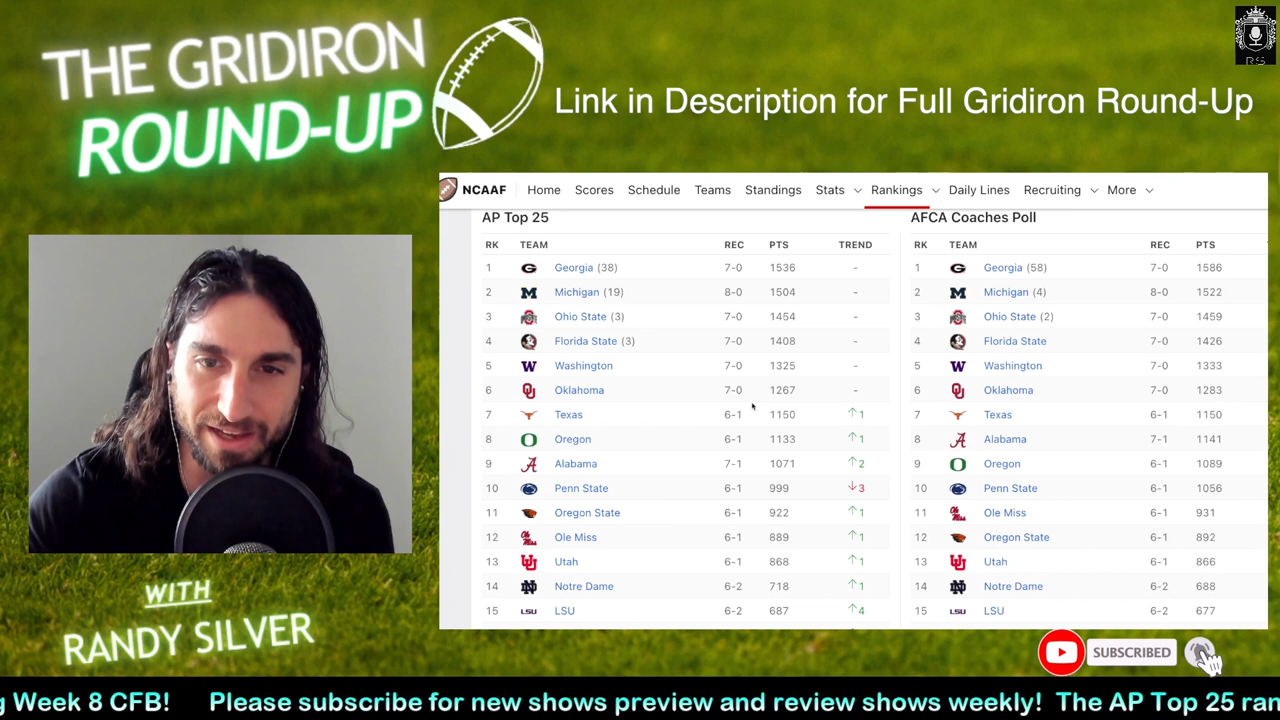 THE GRIDIRON
ROUND-UP
Link in Description for Full Gridiron Round-Up
RS
NCAAF Home Scores Schedule Teams Standings Stats Rankings Daily Lines Recruiting More
AP Top 25
RK TEAM REC PTS TREND
1 Georgia (38) 7-0 1536 -
2 Michigan (19) 8-0 1504 -
3 Ohio State (3) 7-0 1454 -
4 Florida State (3) 7-0 1408 -
5 Washington 7-0 1325 -
6 Oklahoma 7-0 1267 -
7 Texas 6-1 1150 ↑1
8 Oregon 6-1 1133 ↑1
9 Alabama 7-1 1071 ↑2
10 Penn State 6-1 999 ↓3
11 Oregon State 6-1 922 ↑1
12 Ole Miss 6-1 889 ↑1
13 Utah 6-1 868 ↑1
14 Notre Dame 6-2 718 ↑1
15 LSU 6-2 687 ↑4
AFCA Coaches Poll
RK TEAM REC PTS
1 Georgia (58) 7-0 1586
2 Michigan (4) 8-0 1522
3 Ohio State (2) 7-0 1459
4 Florida State 7-0 1426
5 Washington 7-0 1333
6 Oklahoma 7-0 1283
7 Texas 6-1 1150
8 Alabama 7-1 1141
9 Oregon 6-1 1089
10 Penn State 6-1 1056
11 Ole Miss 6-1 931
12 Oregon State 6-1 892
13 Utah 6-1 866
14 Notre Dame 6-2 688
15 LSU 6-2 677
WITH
RANDY SILVER
SUBSCRIBED
g Week 8 CFB! Please subscribe for new shows preview and review shows weekly! The AP Top 25 ran